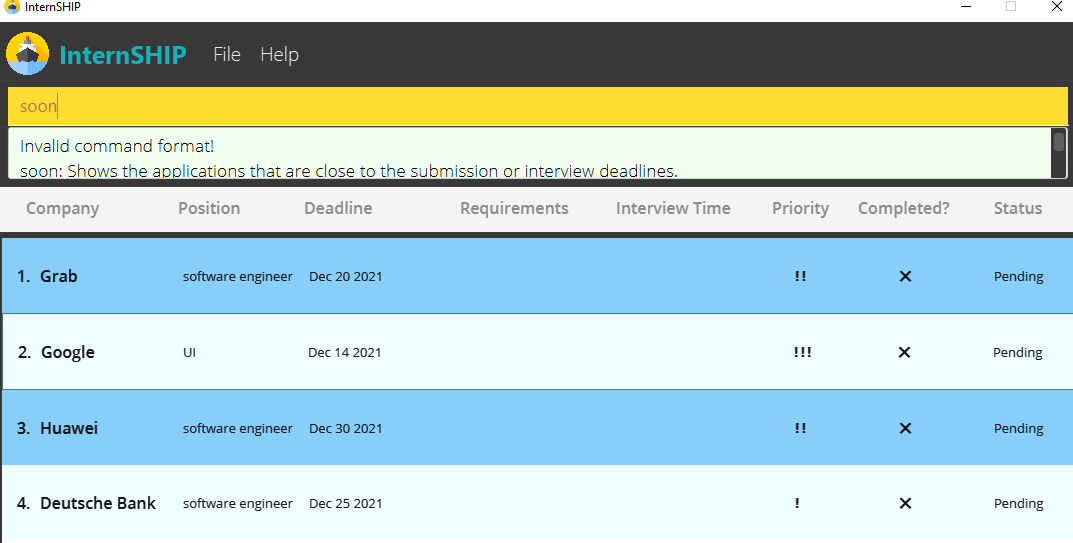 InternSHIP
InternSHIP File Help
soon
Invalid command format!
soon: Shows the applications that are close to the submission or interview deadlines.
Company Position Deadline Requirements Interview Time Priority Completed? Status
1. Grab software engineer Dec 20 2021 !! ✕ Pending
2. Google UI Dec 14 2021 !!! ✕ Pending
3. Huawei software engineer Dec 30 2021 !! ✕ Pending
4. Deutsche Bank software engineer Dec 25 2021 ! ✕ Pending